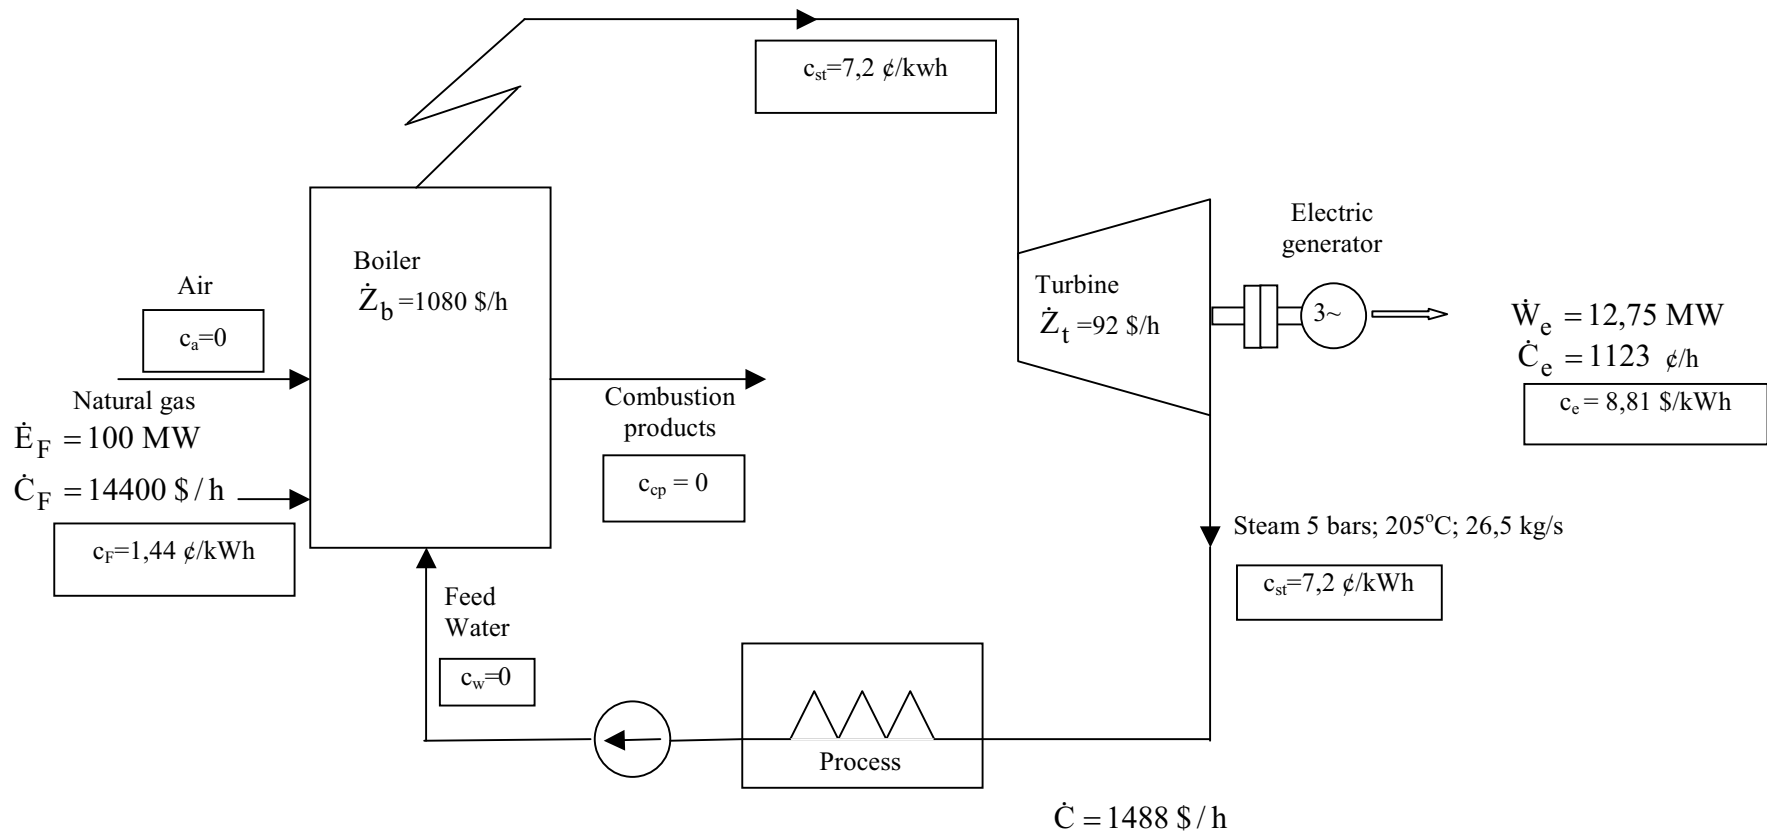 c_st=7,2 ¢/kwh
Electric
generator
Boiler
Ż_b =1080 $/h
Air
c_a=0
Turbine
Ż_t =92 $/h
3~
Ẇ_e = 12,75 MW
Ċ_e = 1123 ¢/h
c_e = 8,81 $/kWh
Natural gas
Ė_F = 100 MW
Ċ_F = 14400 $ / h
c_F=1,44 ¢/kWh
Combustion
products
c_cp = 0
Steam 5 bars; 205°C; 26,5 kg/s
c_st=7,2 ¢/kWh
Feed
Water
c_w=0
Process
Ċ = 1488 $ / h